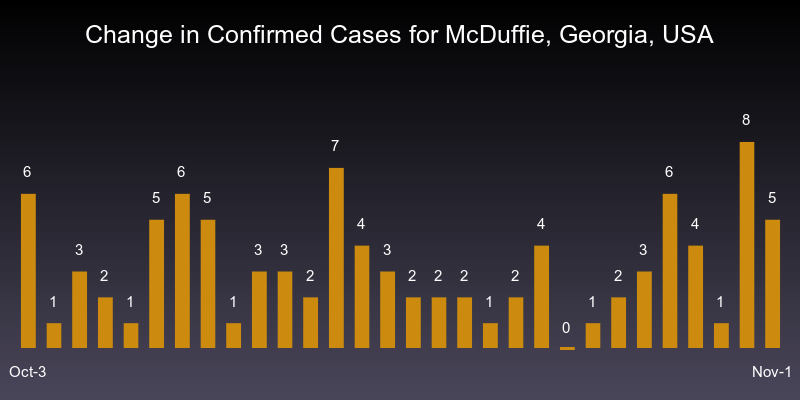 Change in Confirmed Cases for McDuffie, Georgia, USA
6 1 3 2 1 5 6 5 1 3 3 2 7 4 3 2 2 2 1 2 4 0 1 2 3 6 4 1 8 5
Oct-3 Nov-1